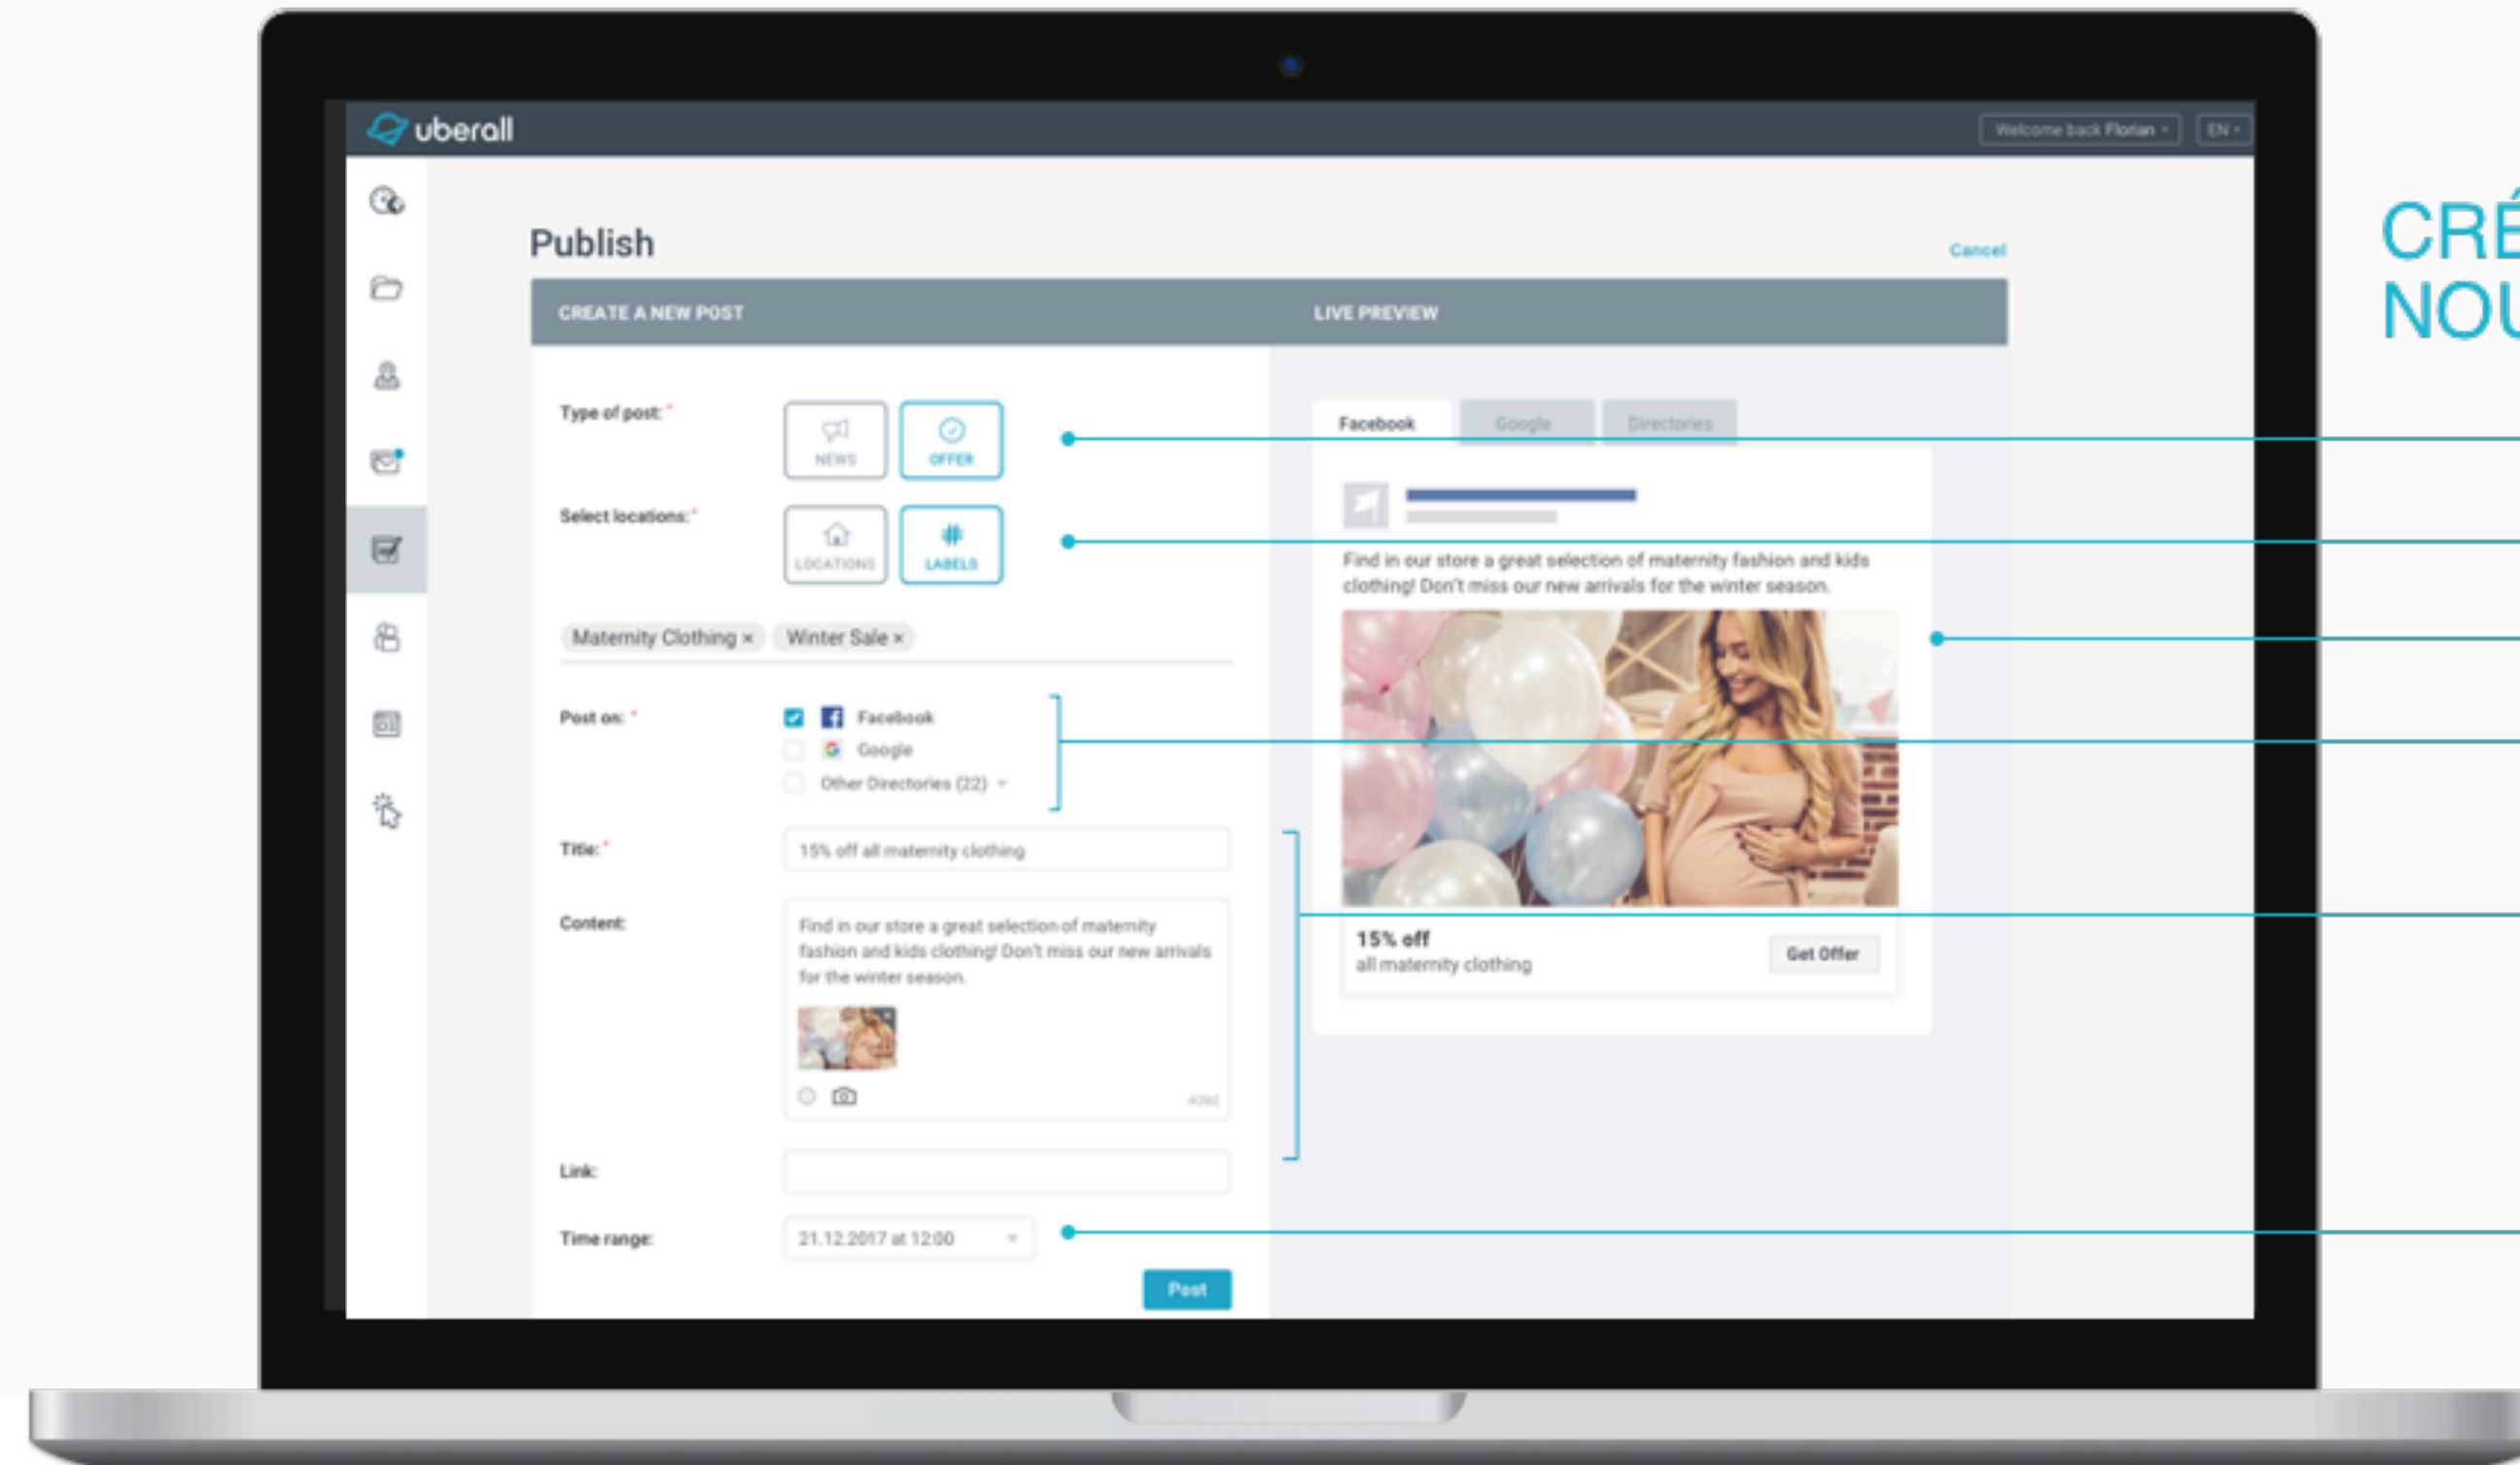 uberall
Welcome back Florian
EN
Publish
Cancel
CREATE A NEW POST
LIVE PREVIEW
Type of post: *
NEWS
OFFER
Facebook
Google
Directories
Select locations: *
LOCATIONS
LABELS
Find in our store a great selection of maternity fashion and kids
clothing! Don't miss our new arrivals for the winter season.
Maternity Clothing ×
Winter Sale ×
Post on: *
Facebook
Google
Other Directories (22)
Title: *
15% off all maternity clothing
Content:
Find in our store a great selection of maternity
fashion and kids clothing! Don't miss our new arrivals
for the winter season.
15% off
all maternity clothing
Get Offer
Link:
Time range:
21.12.2017 at 12:00
Post
CRÉ
NOU